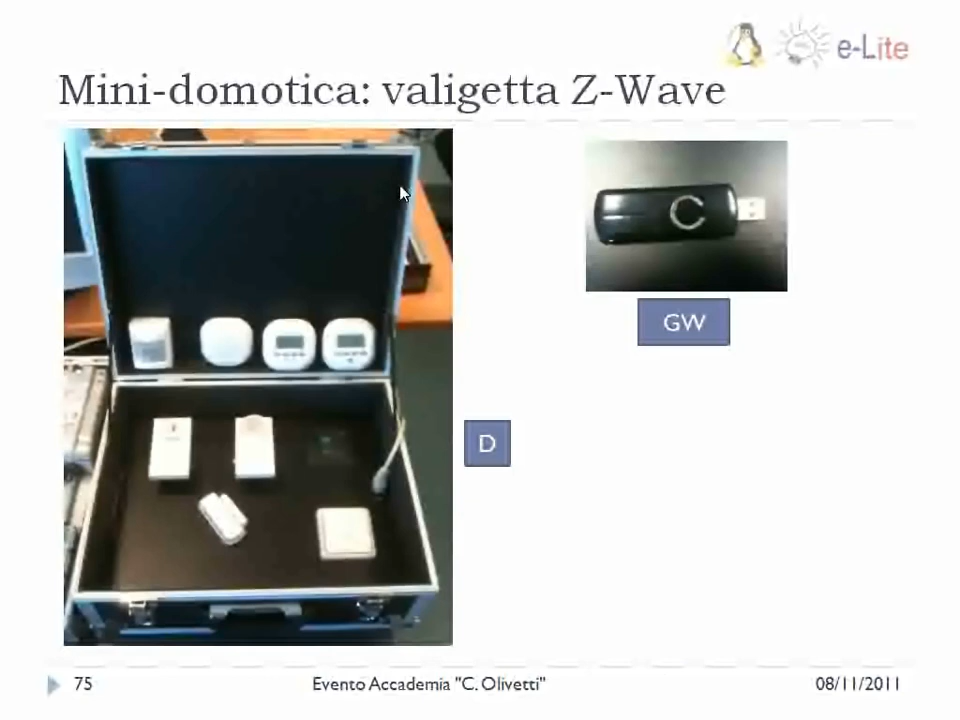 e-Lite
Mini-domotica: valigetta Z-Wave
C
GW
D
75
Evento Accademia "C. Olivetti"
08/11/2011